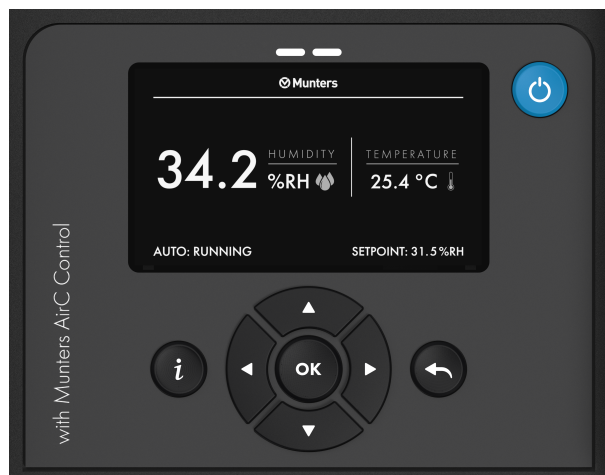 Munters
34.2
HUMIDITY
%RH
TEMPERATURE
25.4 °C
AUTO: RUNNING
SETPOINT: 31.5 %RH
with Munters AirC Control
i
OK